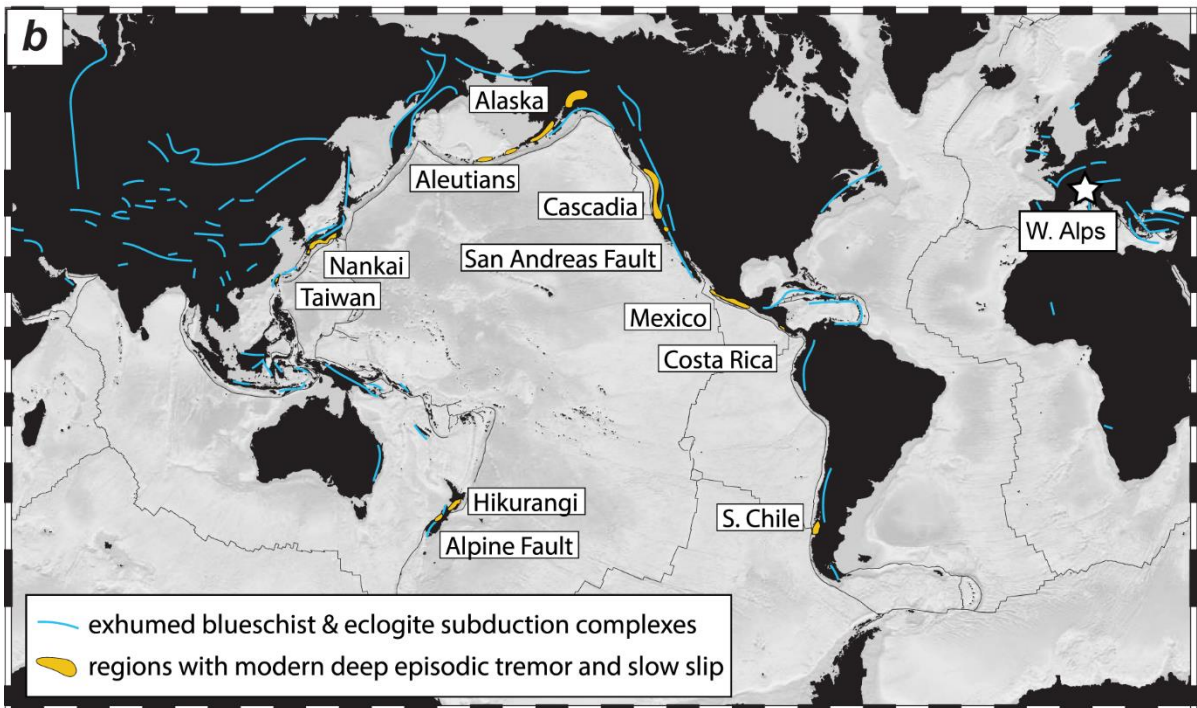 b
Alaska
Aleutians
Cascadia
W. Alps
San Andreas Fault
Nankai
Taiwan
Mexico
Costa Rica
Hikurangi
S. Chile
Alpine Fault
exhumed blueschist & eclogite subduction complexes
regions with modern deep episodic tremor and slow slip